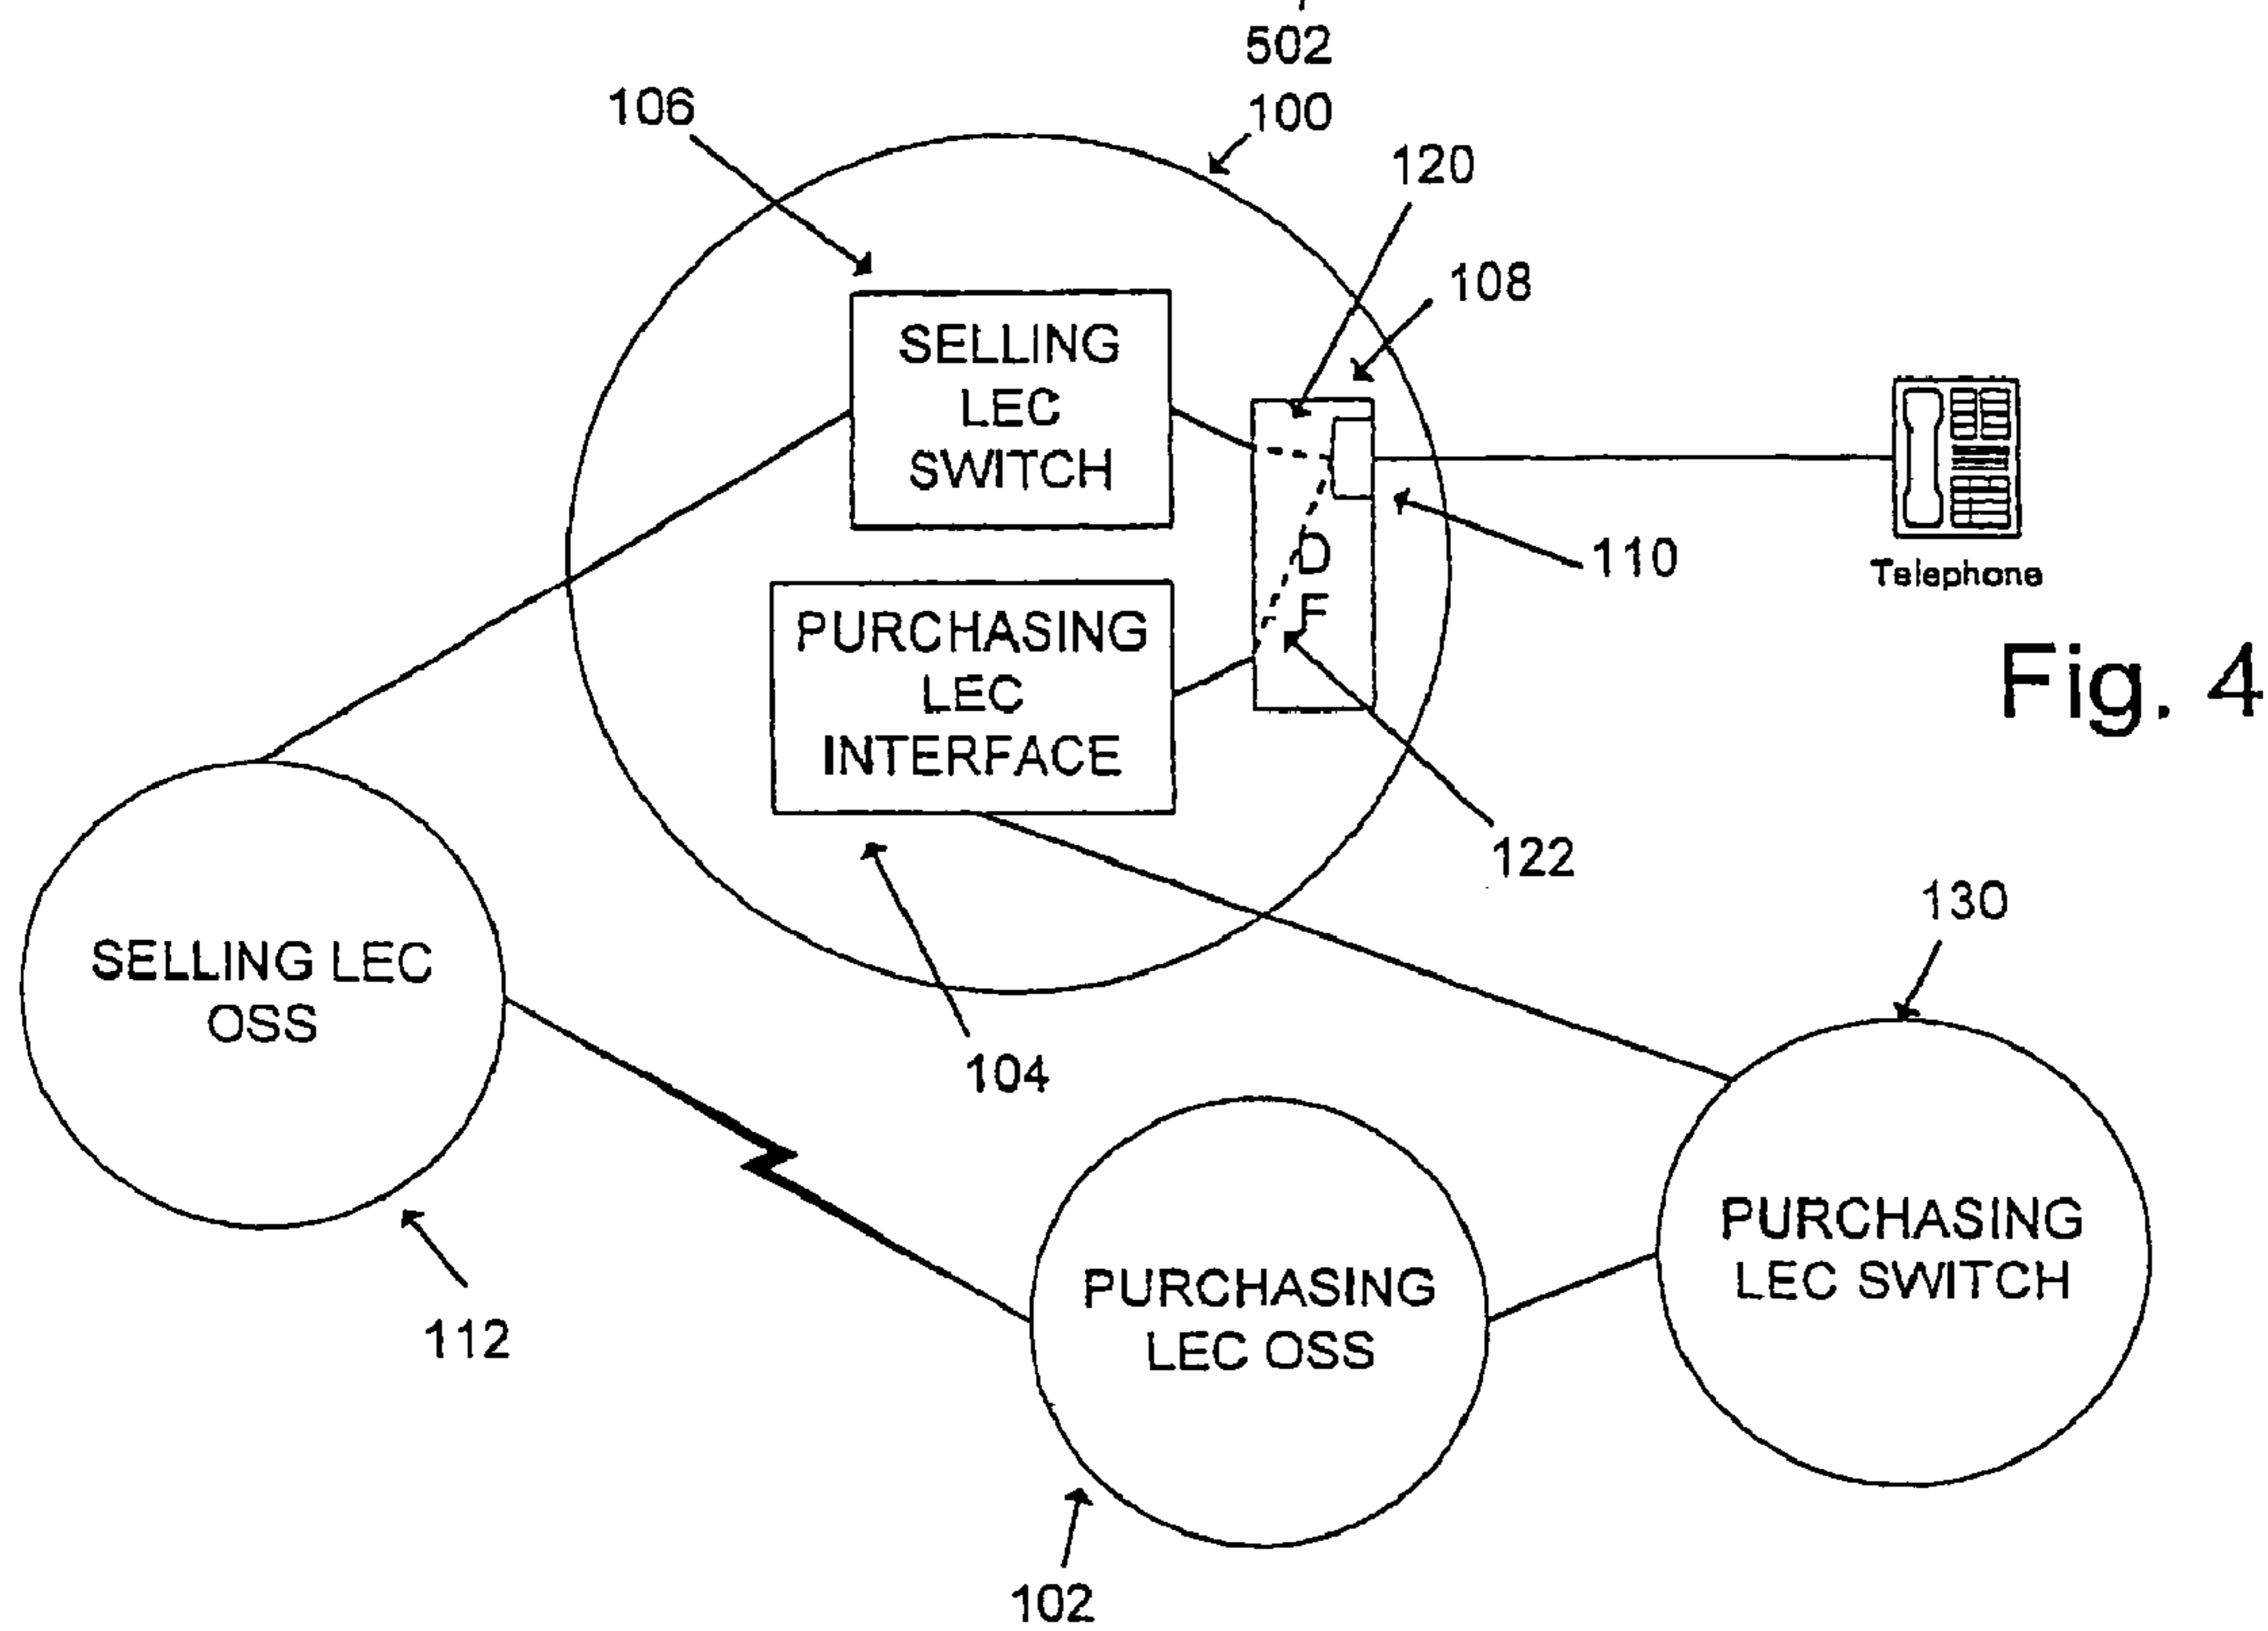 502
100
106
120
108
SELLING
LEC
SWITCH
110
D
F
Telephone
PURCHASING
LEC
INTERFACE
Fig. 4
122
130
SELLING LEC
OSS
104
PURCHASING
LEC SWITCH
PURCHASING
LEC OSS
112
102